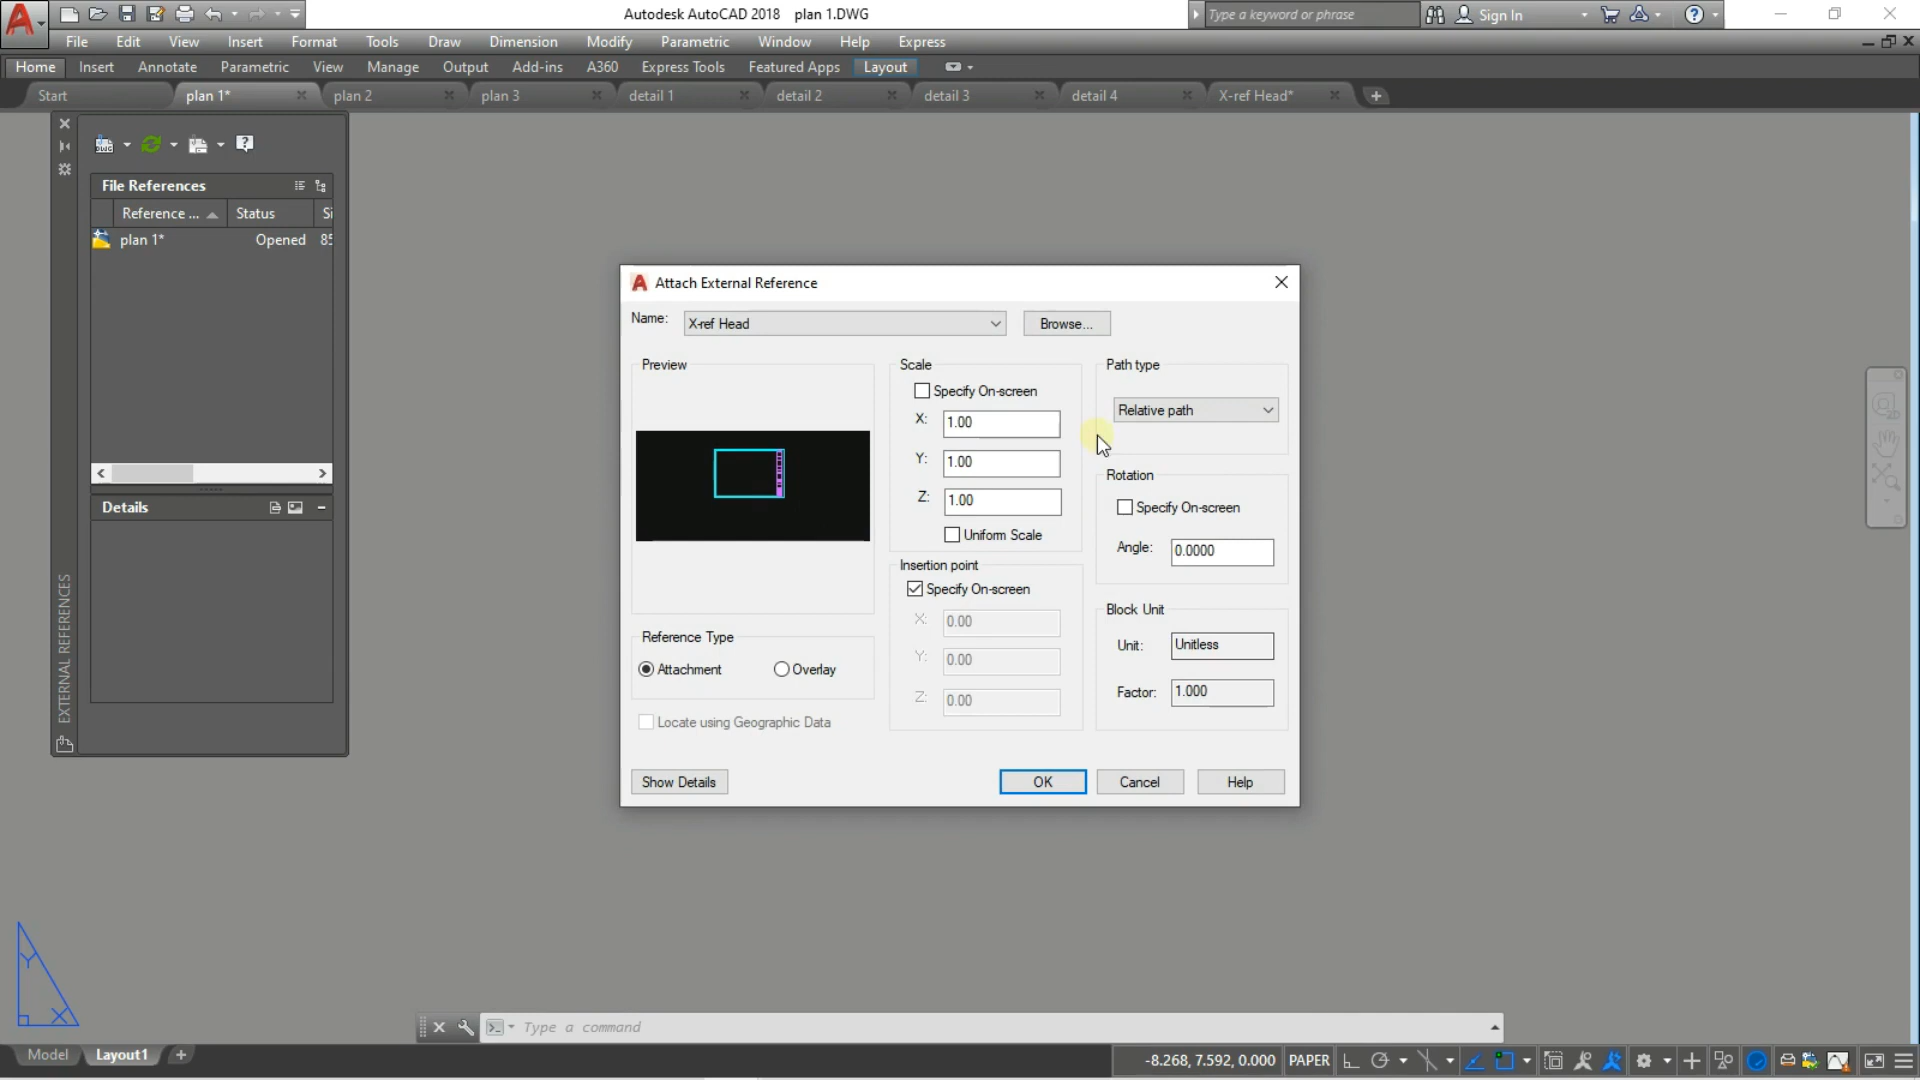 Autodesk AutoCAD 2018 plan 1.DWG
Type a keyword or phrase
Sign In
File Edit View Insert Format Tools Draw Dimension Modify Parametric Window Help Express
Home Insert Annotate Parametric View Manage Output Add-ins A360 Express Tools Featured Apps Layout
Start plan 1* plan 2 plan 3 detail 1 detail 2 detail 3 detail 4 X-ref Head*
File References
Reference ... Status Si
plan 1* Opened 85
Details
EXTERNAL REFERENCES
Attach External Reference
Name: X-ref Head Browse...
Preview
Scale
Specify On-screen
X: 1.00
Y: 1.00
Z: 1.00
Uniform Scale
Path type
Relative path
Rotation
Specify On-screen
Angle: 0.0000
Insertion point
Specify On-screen
X: 0.00
Y: 0.00
Z: 0.00
Block Unit
Unit: Unitless
Factor: 1.000
Reference Type
Attachment Overlay
Locate using Geographic Data
Show Details OK Cancel Help
Y
X
Type a command
Model Layout1
-8.268, 7.592, 0.000 PAPER